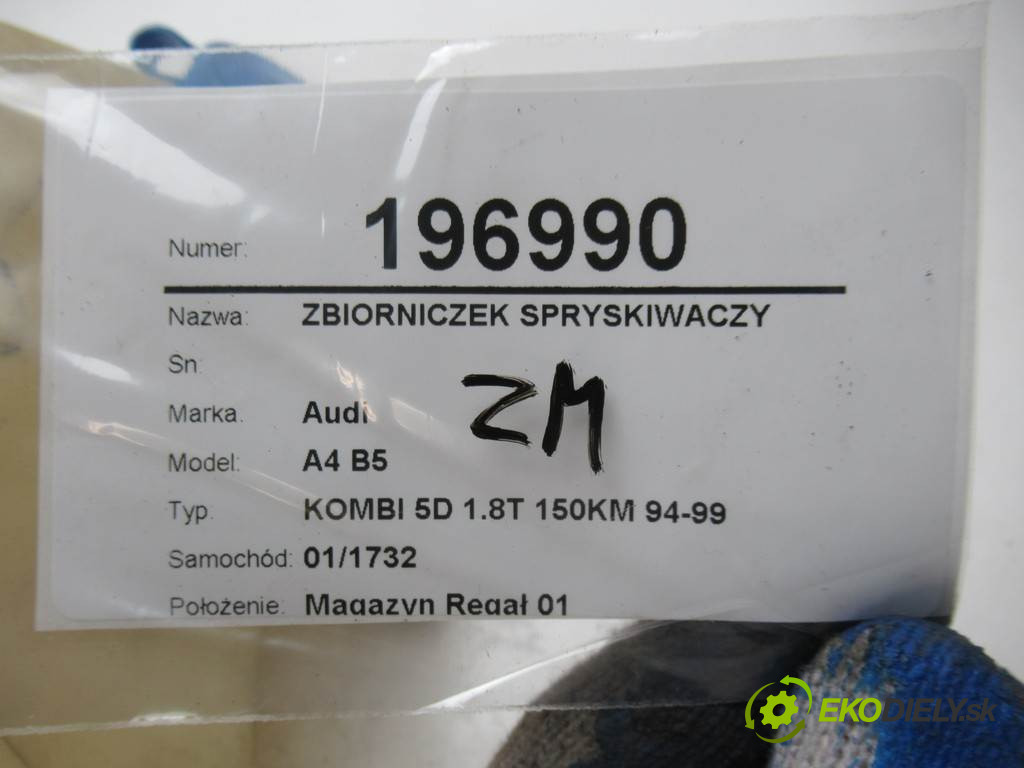 Numer: 196990
Nazwa: ZBIORNICZEK SPRYSKIWACZY
Sn:
ZM
Marka: Audi
Model: A4 B5
Typ: KOMBI 5D 1.8T 150KM 94-99
Samochód: 01/1732
Położenie: Magazyn Regał 01
EKODIELY.sk